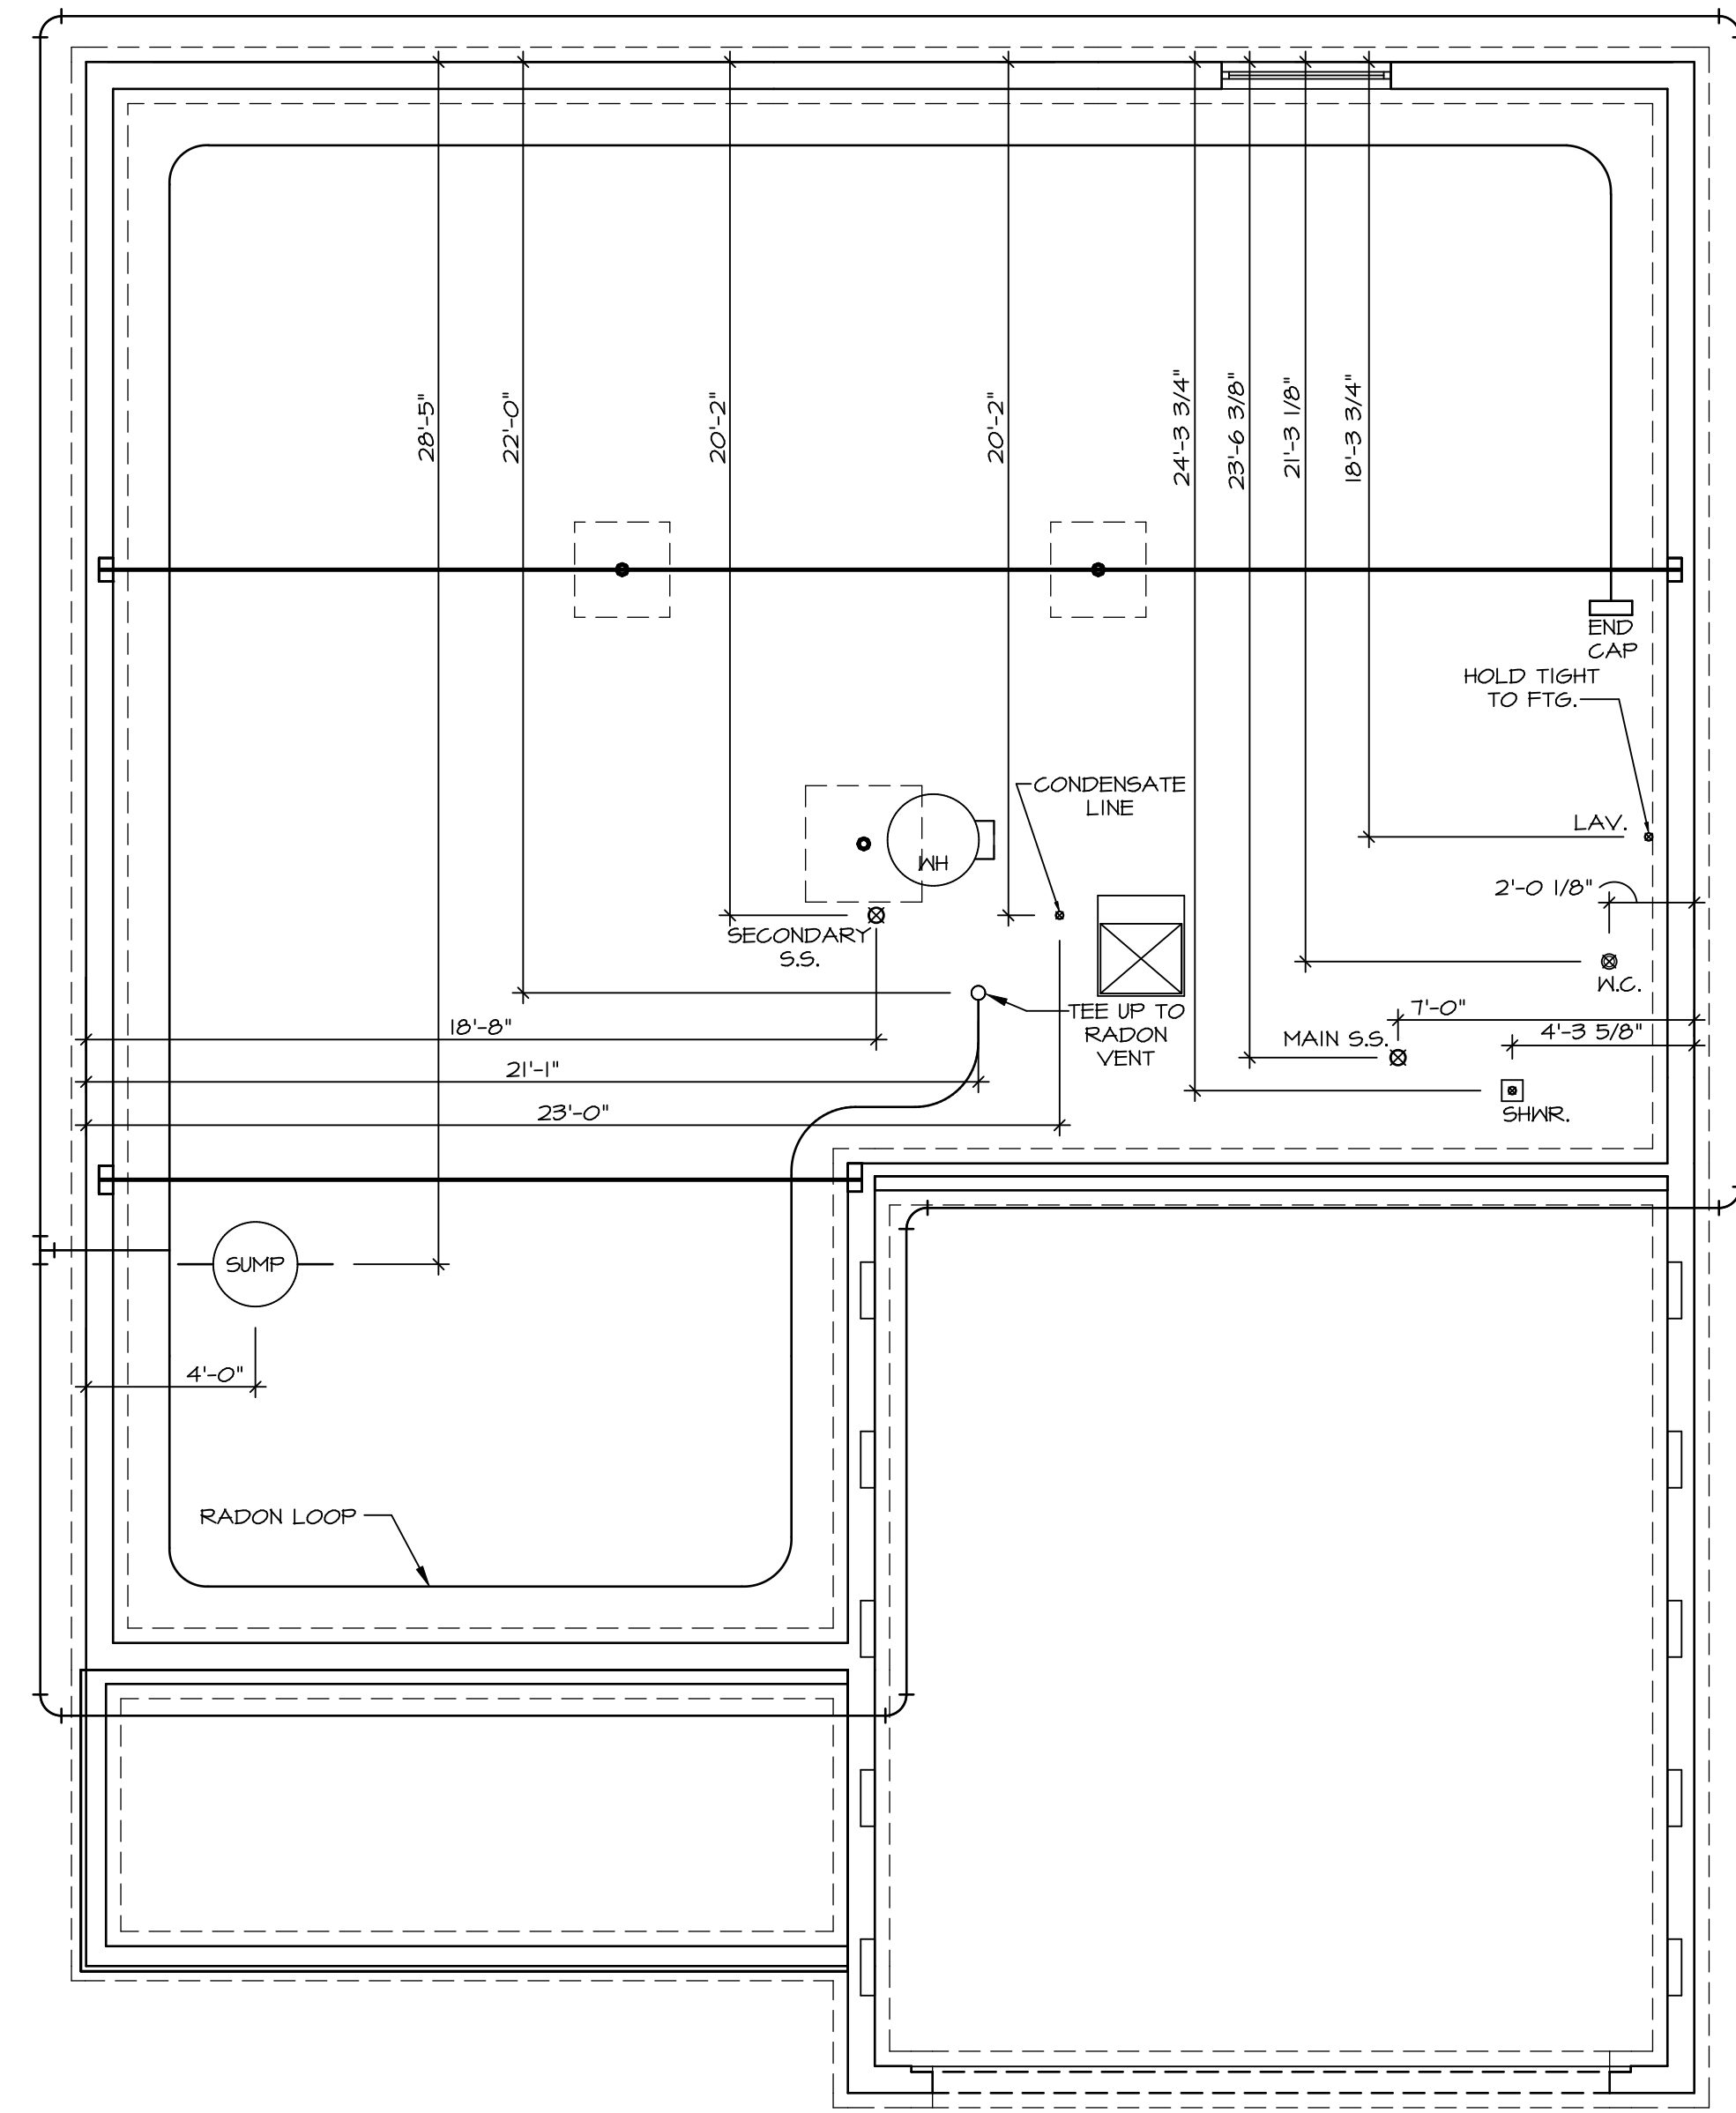 28'-5"
22'-0"
20'-2"
20'-2"
24'-3 3/4"
23'-6 3/8"
21'-3 1/8"
18'-3 3/4"
END
CAP
HOLD TIGHT
TO FTG.
CONDENSATE
LINE
LAV.
WH
2'-0 1/8"
SECONDARY
S.S.
W.C.
TEE UP TO
RADON
VENT
7'-0"
18'-8"
MAIN S.S.
4'-3 5/8"
21'-1"
23'-0"
SHWR.
SUMP
4'-0"
RADON LOOP